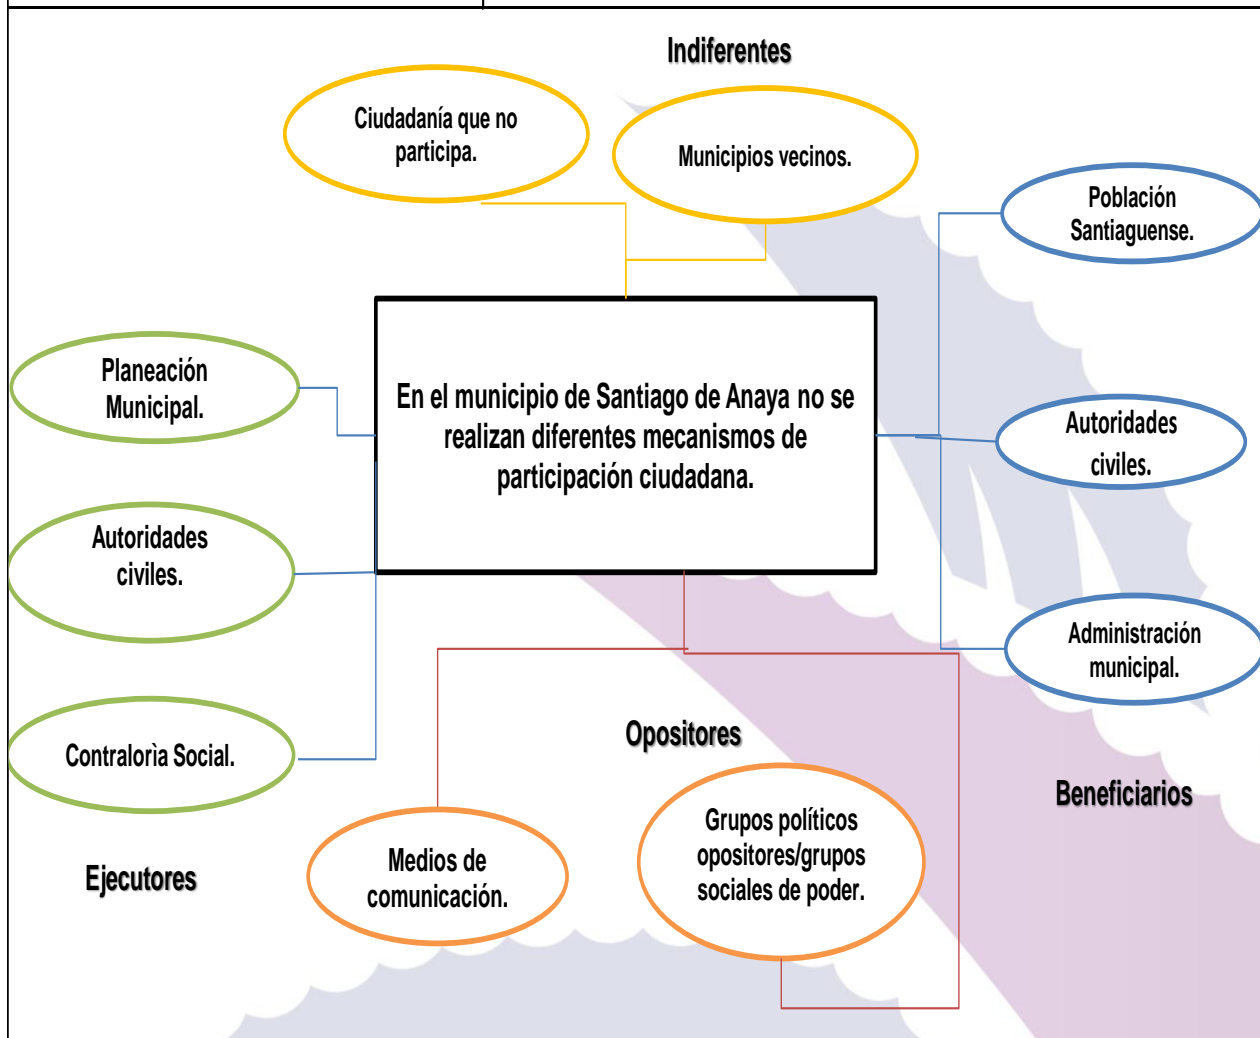 Indiferentes
Ciudadanía que no
participa.
Municipios vecinos.
Población
Santiaguense.
Planeación
Municipal.
En el municipio de Santiago de Anaya no se
realizan diferentes mecanismos de
participación ciudadana.
Autoridades
civiles.
Autoridades
civiles.
Administración
municipal.
Contralorìa Social.
Opositores
Beneficiarios
Grupos políticos
opositores/grupos
sociales de poder.
Medios de
comunicación.
Ejecutores